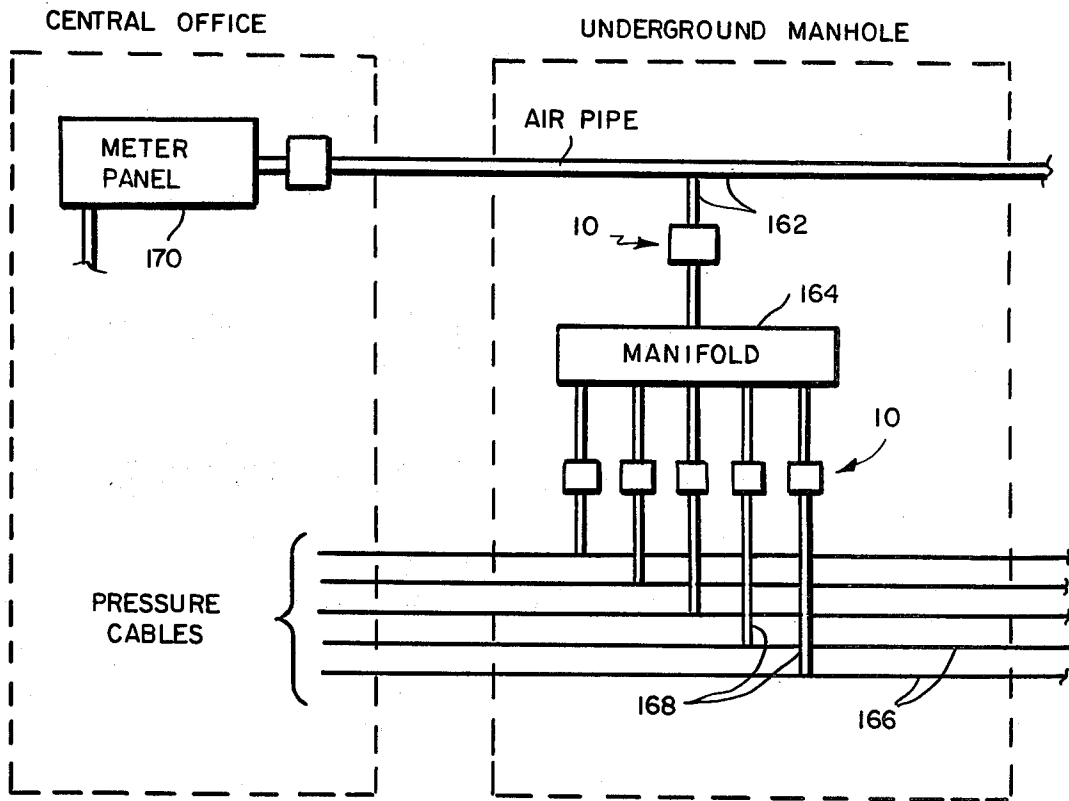 CENTRAL OFFICE
UNDERGROUND MANHOLE
AIR PIPE
METER
PANEL
170
162
10
164
MANIFOLD
10
PRESSURE
CABLES
168
166